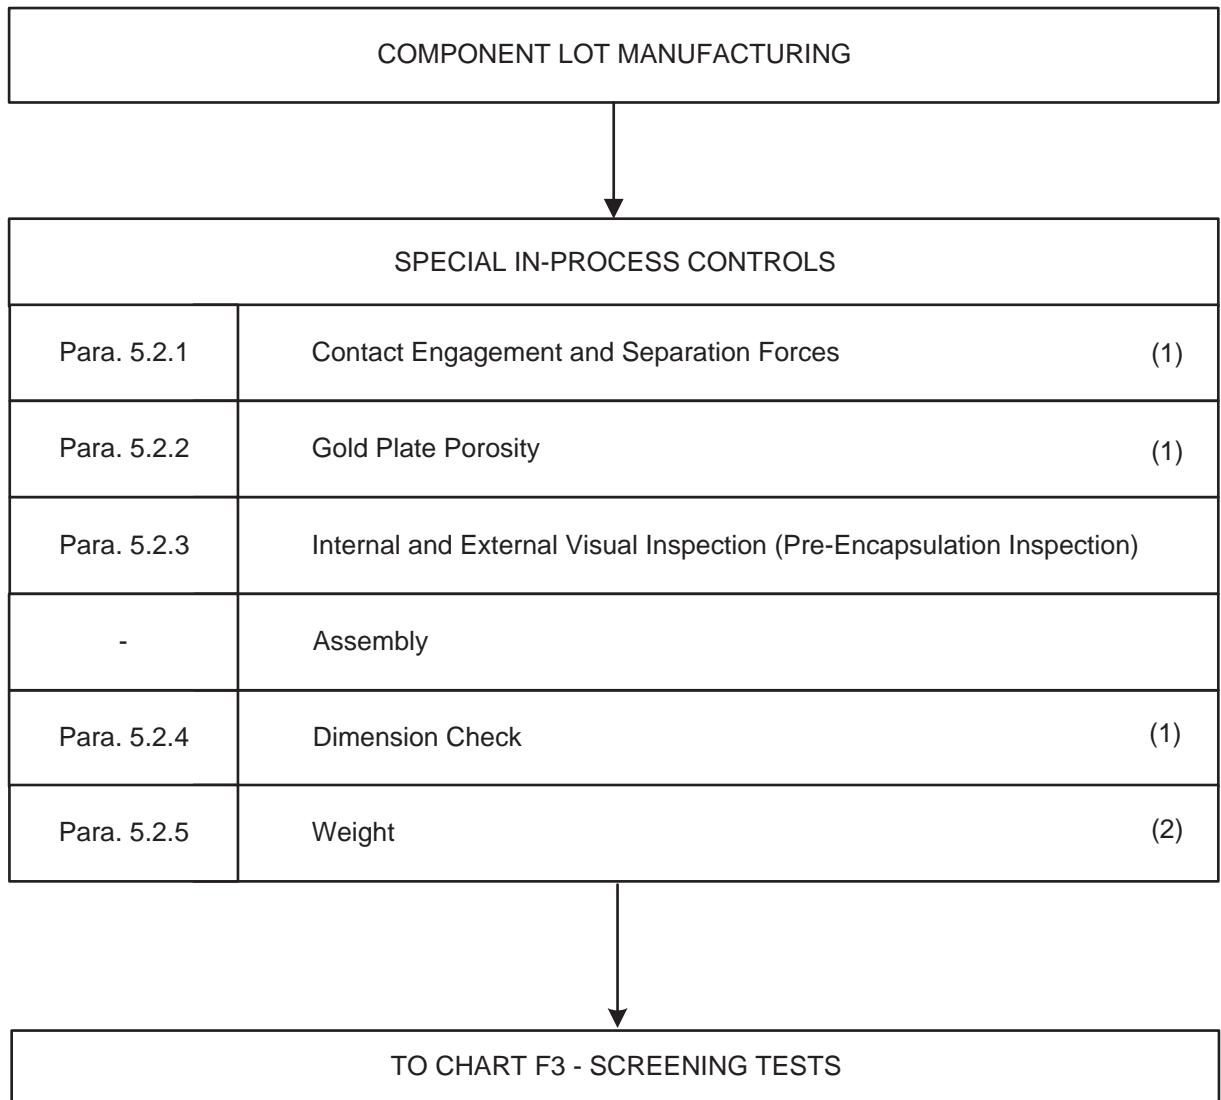 COMPONENT LOT MANUFACTURING
SPECIAL IN-PROCESS CONTROLS
Para. 5.2.1 Contact Engagement and Separation Forces (1)
Para. 5.2.2 Gold Plate Porosity (1)
Para. 5.2.3 Internal and External Visual Inspection (Pre-Encapsulation Inspection)
- Assembly
Para. 5.2.4 Dimension Check (1)
Para. 5.2.5 Weight (2)
TO CHART F3 - SCREENING TESTS